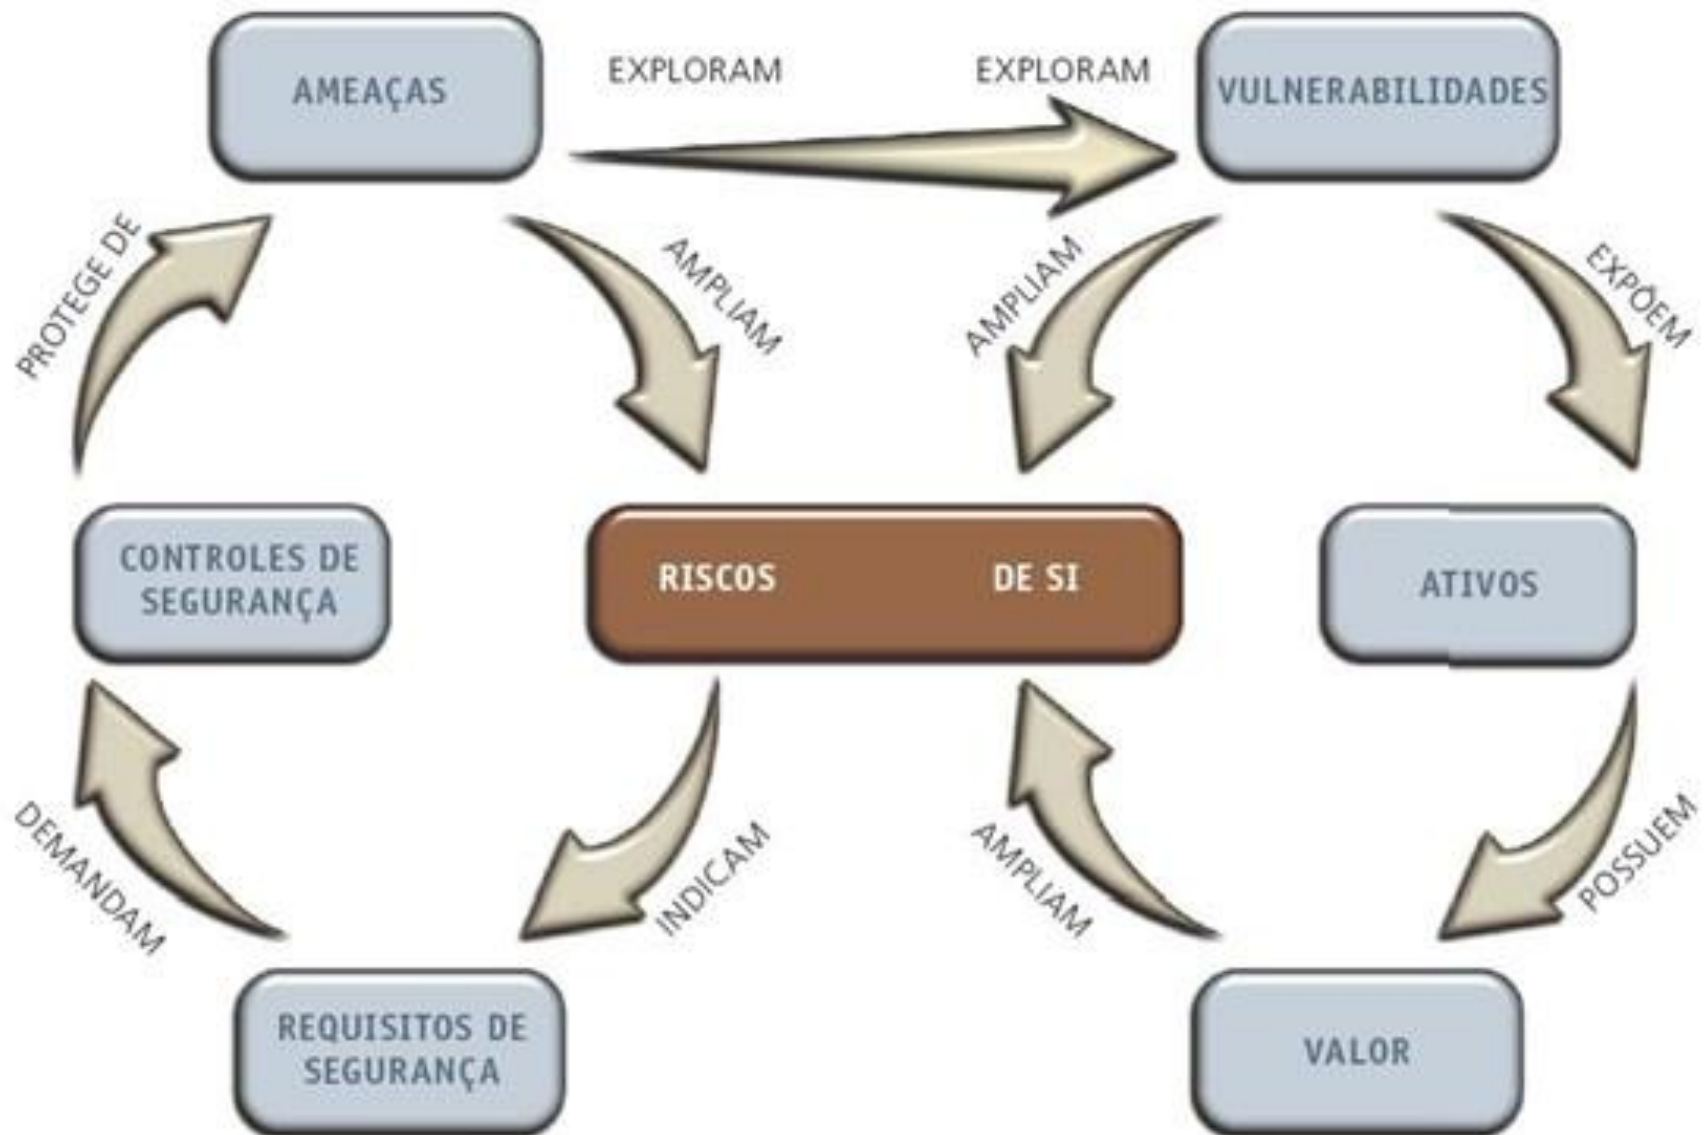 AMEAÇAS
EXPLORAM
EXPLORAM
VULNERABILIDADES
PROTEGE DE
AMPLIAM
AMPLIAM
EXPÕEM
CONTROLES DE
SEGURANÇA
RISCOS
DE SI
ATIVOS
DEMANDAM
INDICAM
AMPLIAM
POSSUEM
REQUISITOS DE
SEGURANÇA
VALOR